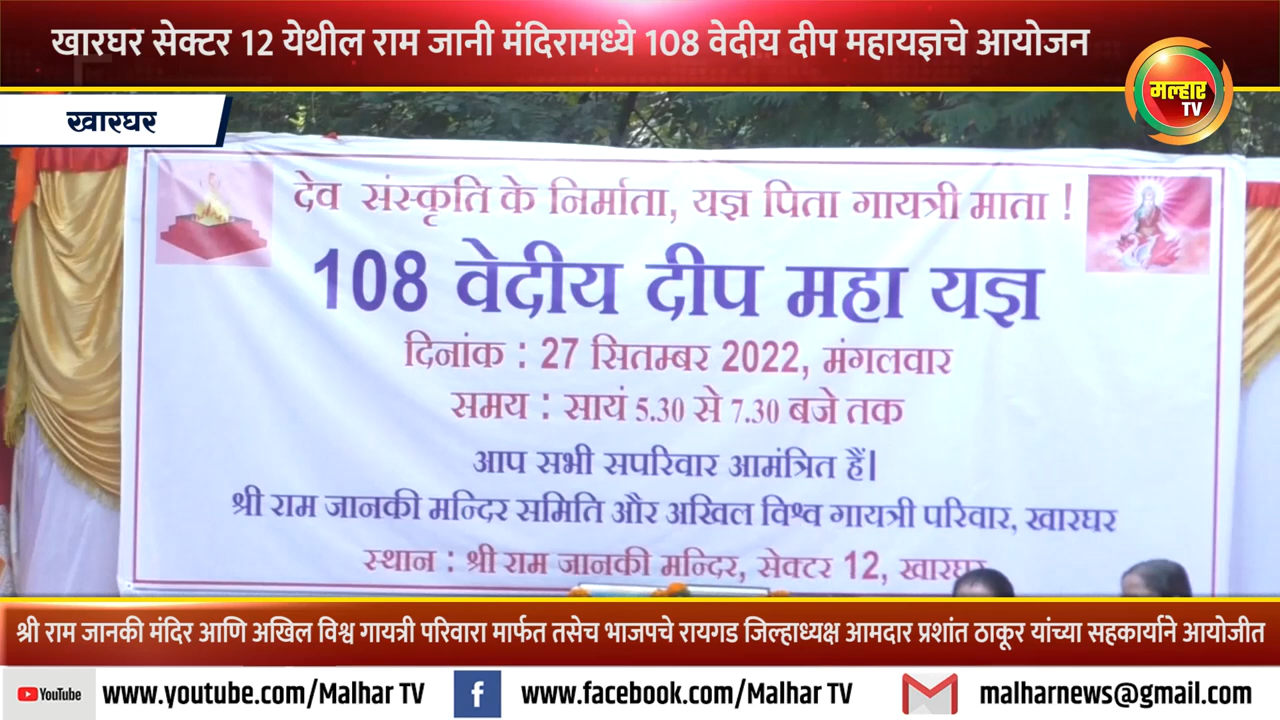 खारघर सेक्टर 12 येथील राम जानी मंदिरामध्ये 108 वेदीय दीप महायज्ञचे आयोजन
मल्हार
TV
खारघर
देव संस्कृति के निर्माता, यज्ञ पिता गायत्री माता !
108 वेदीय दीप महा यज्ञ
दिनांक : 27 सितम्बर 2022, मंगलवार
समय : सायं 5.30 से 7.30 बजे तक
आप सभी सपरिवार आमंत्रित हैं।
श्री राम जानकी मन्दिर समिति और अखिल विश्व गायत्री परिवार, खारघर
स्थान : श्री राम जानकी मन्दिर, सेक्टर 12, खारघर
श्री राम जानकी मंदिर आणि अखिल विश्व गायत्री परिवारा मार्फत तसेच भाजपचे रायगड जिल्हाध्यक्ष आमदार प्रशांत ठाकूर यांच्या सहकार्याने आयोजीत
YouTube www.youtube.com/Malhar TV www.facebook.com/Malhar TV malharnews@gmail.com